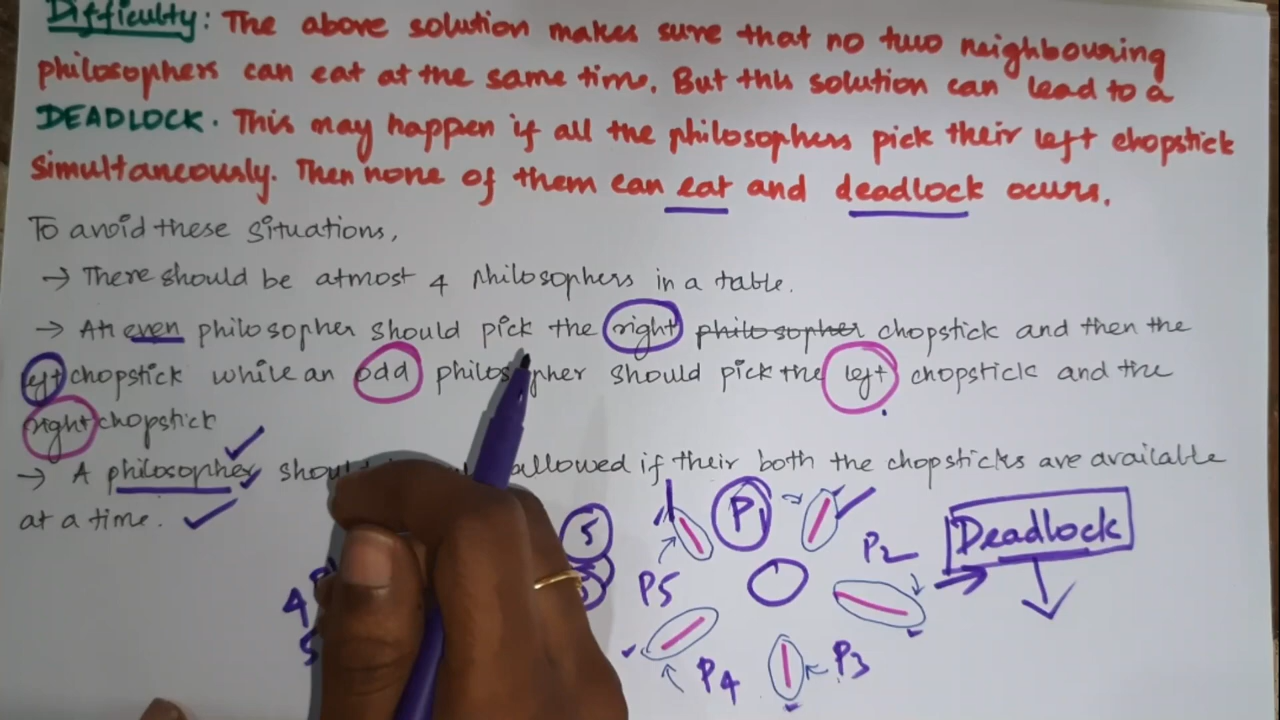 Difficulty: The above solution makes sure that no two neighbouring
philosophers can eat at the same time. But this solution can lead to a
DEADLOCK. This may happen if all the philosophers pick their left chopstick
simultaneously. Then none of them can eat and deadlock ocurs.
To avoid these situations,
→ There should be atmost 4 philosophers in a table.
→ An even philosopher should pick the right philosopher chopstick and then the
left chopstick while an odd philosopher should pick the left chopstick and the
right chopstick
→ A philosopher allowed if their both the chopsticks are available
at a time.
5
P1
P2
Deadlock
P5
4
5
P4
P3